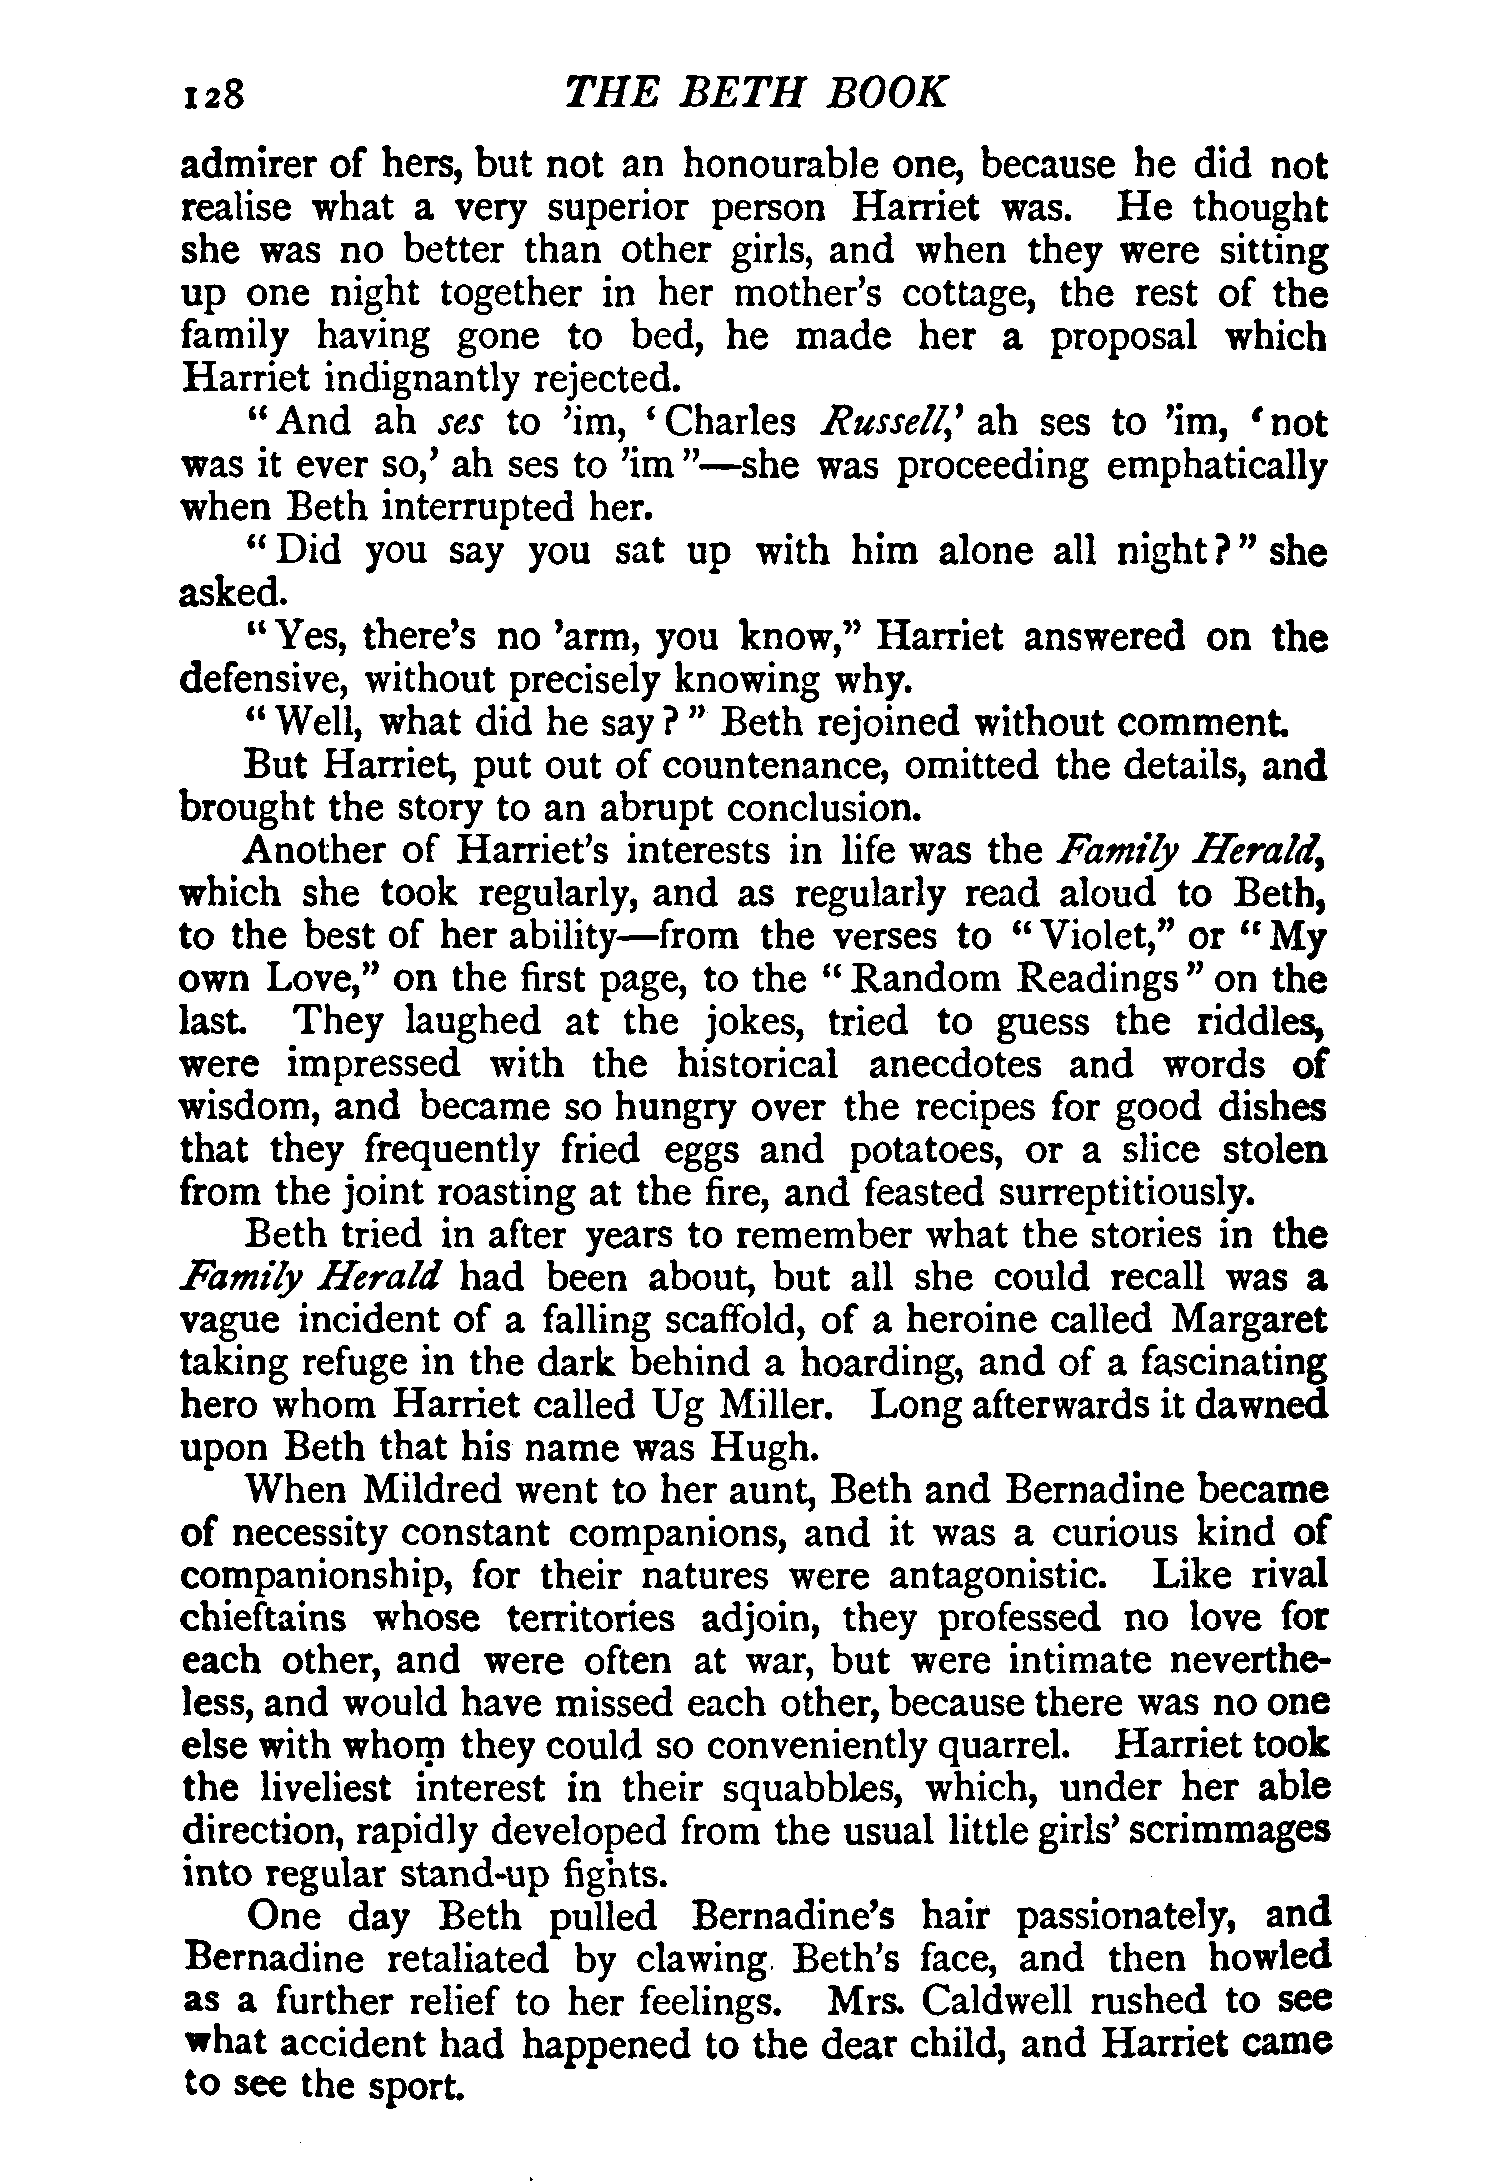 128 THE BETH BOOK
admirer of hers, but not an honourable one, because he did not
realise what a very superior person Harriet was. He thought
she was no better than other girls, and when they were sitting
up one night together in her mother's cottage, the rest of the
family having gone to bed, he made her a proposal which
Harriet indignantly rejected.
"And ah ses to 'im, 'Charles Russell,' ah ses to 'im, 'not
was it ever so,' ah ses to 'im"—she was proceeding emphatically
when Beth interrupted her.
"Did you say you sat up with him alone all night?" she
asked.
"Yes, there's no 'arm, you know," Harriet answered on the
defensive, without precisely knowing why.
"Well, what did he say?" Beth rejoined without comment.
But Harriet, put out of countenance, omitted the details, and
brought the story to an abrupt conclusion.
Another of Harriet's interests in life was the Family Herald,
which she took regularly, and as regularly read aloud to Beth,
to the best of her ability—from the verses to "Violet," or "My
own Love," on the first page, to the "Random Readings" on the
last. They laughed at the jokes, tried to guess the riddles,
were impressed with the historical anecdotes and words of
wisdom, and became so hungry over the recipes for good dishes
that they frequently fried eggs and potatoes, or a slice stolen
from the joint roasting at the fire, and feasted surreptitiously.
Beth tried in after years to remember what the stories in the
Family Herald had been about, but all she could recall was a
vague incident of a falling scaffold, of a heroine called Margaret
taking refuge in the dark behind a hoarding, and of a fascinating
hero whom Harriet called Ug Miller. Long afterwards it dawned
upon Beth that his name was Hugh.
When Mildred went to her aunt, Beth and Bernadine became
of necessity constant companions, and it was a curious kind of
companionship, for their natures were antagonistic. Like rival
chieftains whose territories adjoin, they professed no love for
each other, and were often at war, but were intimate neverthe-
less, and would have missed each other, because there was no one
else with whom they could so conveniently quarrel. Harriet took
the liveliest interest in their squabbles, which, under her able
direction, rapidly developed from the usual little girls' scrimmages
into regular stand-up fights.
One day Beth pulled Bernadine's hair passionately, and
Bernadine retaliated by clawing Beth's face, and then howled
as a further relief to her feelings. Mrs. Caldwell rushed to see
what accident had happened to the dear child, and Harriet came
to see the sport.